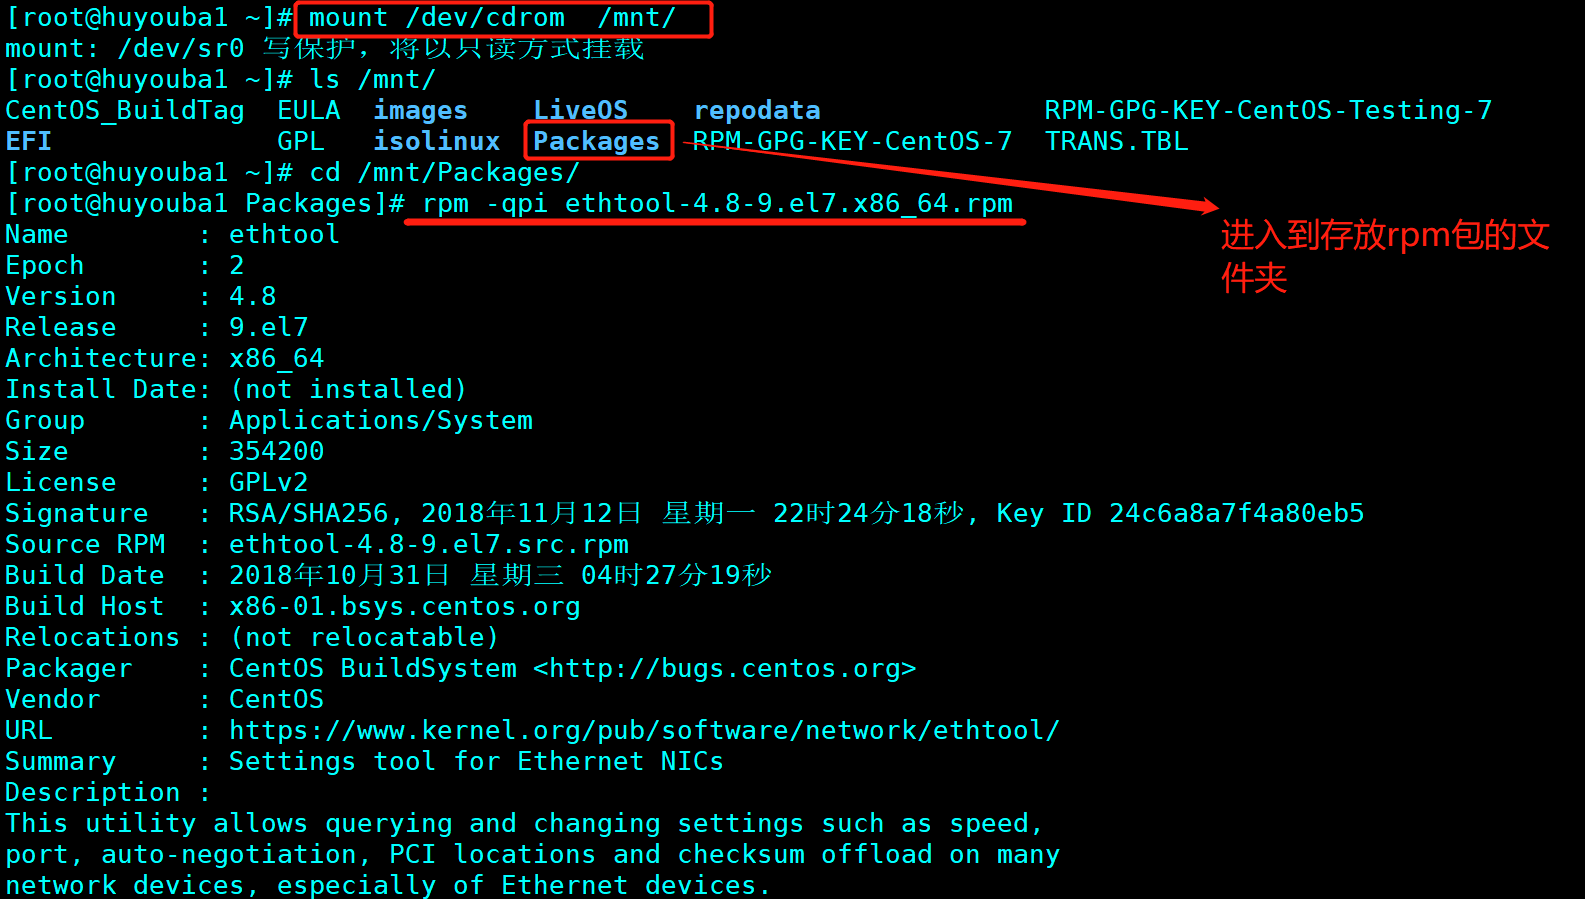 [root@huyouba1 ~]# mount /dev/cdrom  /mnt/
mount: /dev/sr0 写保护，将以只读方式挂载
[root@huyouba1 ~]# ls /mnt/
CentOS_BuildTag  EULA  images    LiveOS    repodata              RPM-GPG-KEY-CentOS-Testing-7
EFI              GPL   isolinux  Packages  RPM-GPG-KEY-CentOS-7  TRANS.TBL
[root@huyouba1 ~]# cd /mnt/Packages/
[root@huyouba1 Packages]# rpm -qpi ethtool-4.8-9.el7.x86_64.rpm
进入到存放rpm包的文
件夹
Name        : ethtool
Epoch       : 2
Version     : 4.8
Release     : 9.el7
Architecture: x86_64
Install Date: (not installed)
Group       : Applications/System
Size        : 354200
License     : GPLv2
Signature   : RSA/SHA256, 2018年11月12日 星期一 22时24分18秒, Key ID 24c6a8a7f4a80eb5
Source RPM  : ethtool-4.8-9.el7.src.rpm
Build Date  : 2018年10月31日 星期三 04时27分19秒
Build Host  : x86-01.bsys.centos.org
Relocations : (not relocatable)
Packager    : CentOS BuildSystem <http://bugs.centos.org>
Vendor      : CentOS
URL         : https://www.kernel.org/pub/software/network/ethtool/
Summary     : Settings tool for Ethernet NICs
Description :
This utility allows querying and changing settings such as speed,
port, auto-negotiation, PCI locations and checksum offload on many
network devices, especially of Ethernet devices.